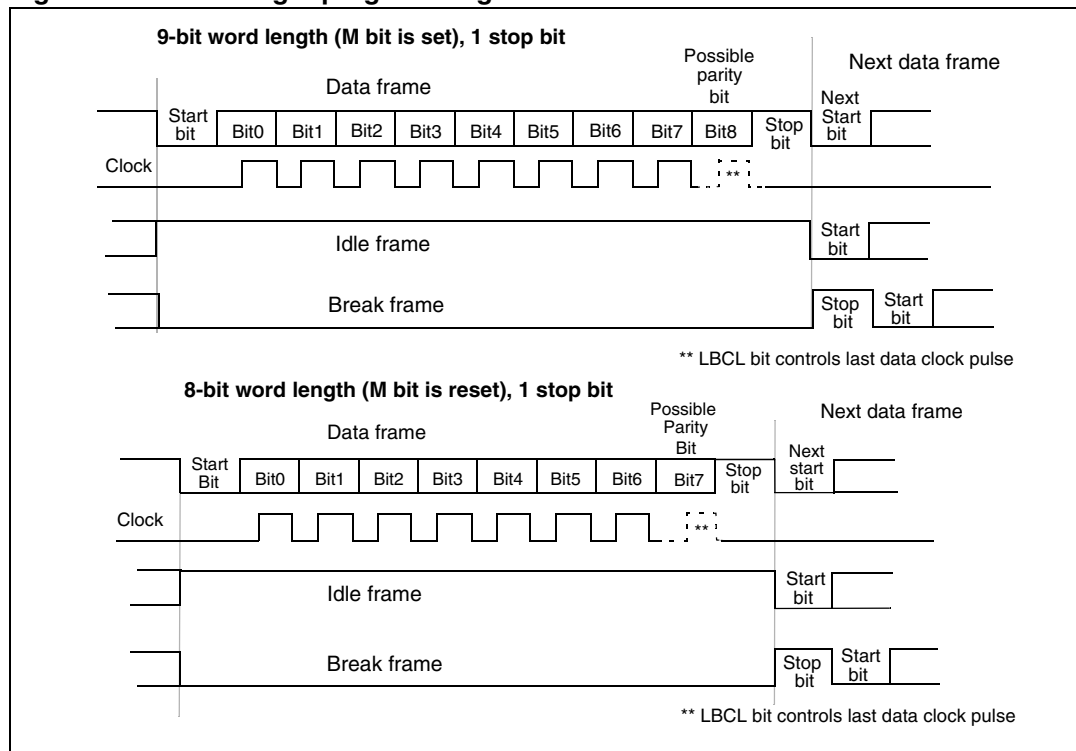 9-bit word length (M bit is set), 1 stop bit
Possible
parity
bit
Next data frame
Data frame
Start
bit
Bit0
Bit1
Bit2
Bit3
Bit4
Bit5
Bit6
Bit7
Bit8
Stop
bit
Next
Start
bit
Clock
**
Idle frame
Start
bit
Break frame
Stop
bit
Start
bit
** LBCL bit controls last data clock pulse
8-bit word length (M bit is reset), 1 stop bit
Possible
Parity
Bit
Next data frame
Data frame
Start
Bit
Bit0
Bit1
Bit2
Bit3
Bit4
Bit5
Bit6
Bit7
Stop
bit
Next
start
bit
Clock
**
Idle frame
Start
bit
Break frame
Stop
bit
Start
bit
** LBCL bit controls last data clock pulse